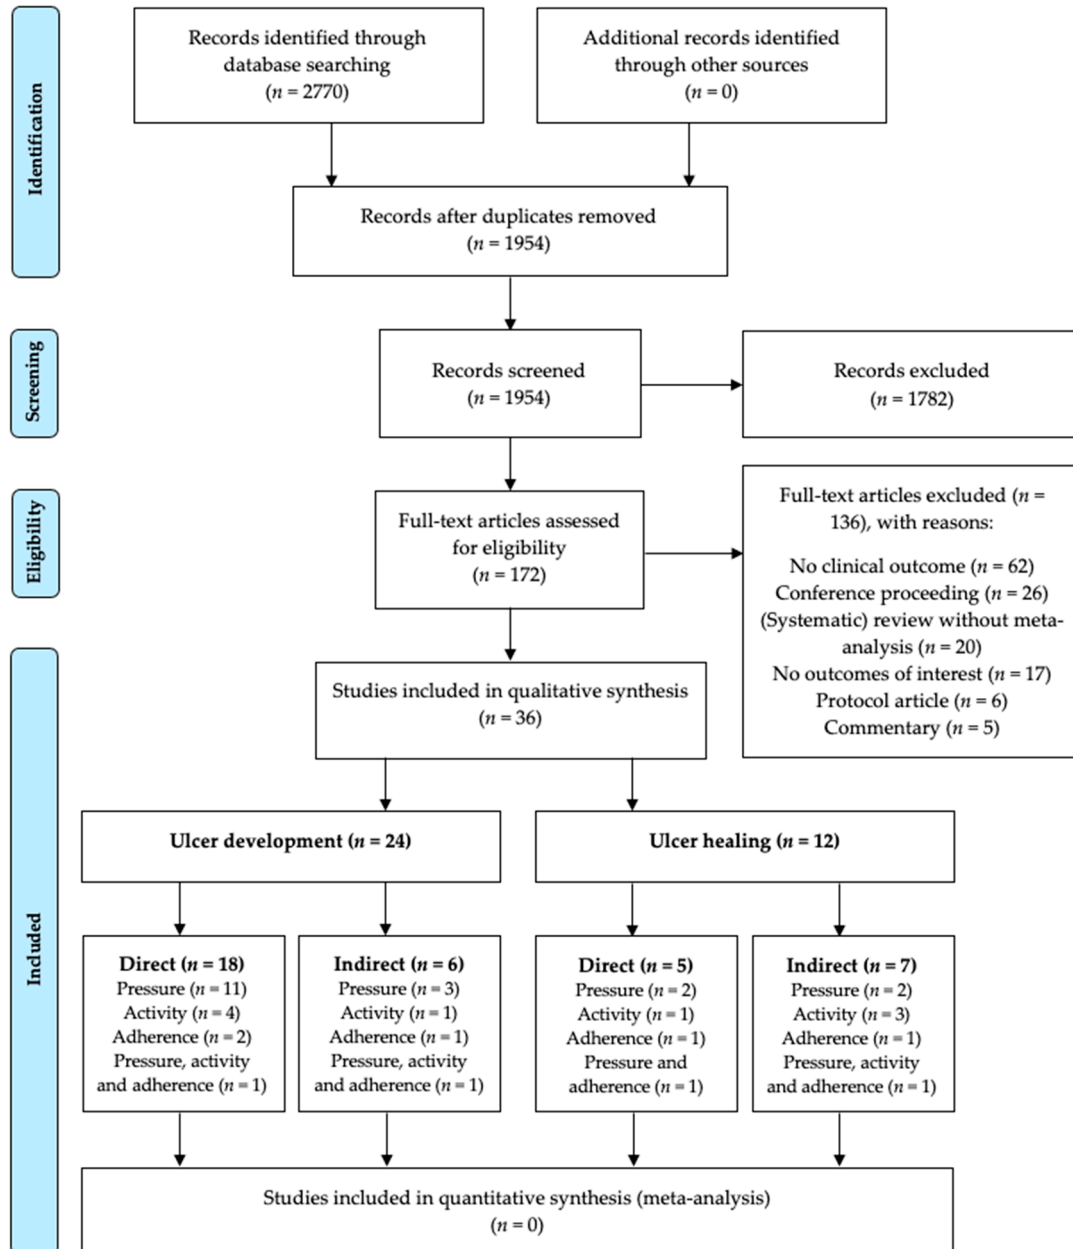 Identification
Records identified through
database searching
(n = 2770)
Additional records identified
through other sources
(n = 0)
Records after duplicates removed
(n = 1954)
Screening
Records screened
(n = 1954)
Records excluded
(n = 1782)
Eligibility
Full-text articles assessed
for eligibility
(n = 172)
Full-text articles excluded (n =
136), with reasons:
No clinical outcome (n = 62)
Conference proceeding (n = 26)
(Systematic) review without meta-
analysis (n = 20)
No outcomes of interest (n = 17)
Protocol article (n = 6)
Commentary (n = 5)
Included
Studies included in qualitative synthesis
(n = 36)
Ulcer development (n = 24)
Ulcer healing (n = 12)
Direct (n = 18)
Pressure (n = 11)
Activity (n = 4)
Adherence (n = 2)
Pressure, activity
and adherence (n = 1)
Indirect (n = 6)
Pressure (n = 3)
Activity (n = 1)
Adherence (n = 1)
Pressure, activity
and adherence (n = 1)
Direct (n = 5)
Pressure (n = 2)
Activity (n = 1)
Adherence (n = 1)
Pressure and
adherence (n = 1)
Indirect (n = 7)
Pressure (n = 2)
Activity (n = 3)
Adherence (n = 1)
Pressure, activity
and adherence (n = 1)
Studies included in quantitative synthesis (meta-analysis)
(n = 0)